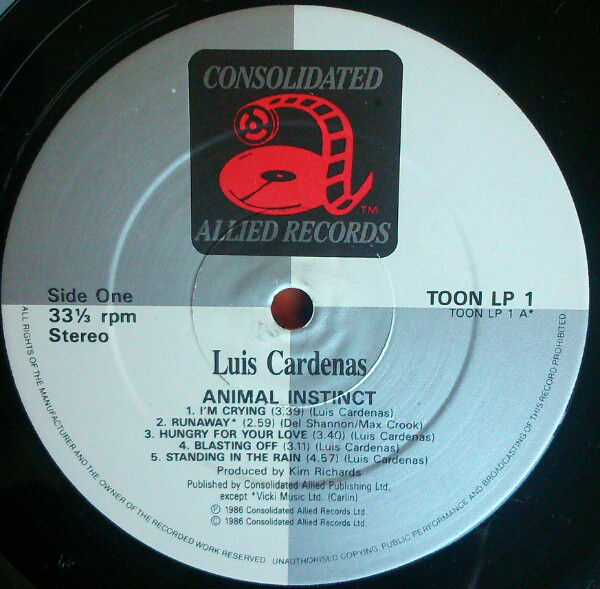 CONSOLIDATED
a
TM
ALLIED RECORDS
Side One
33⅓ rpm
Stereo
TOON LP 1
TOON LP 1 A*
Luis Cardenas
ANIMAL INSTINCT
1. I'M CRYING (3.39) (Luis Cardenas)
2. RUNAWAY* (2.59) (Del Shannon/Max Crook)
3. HUNGRY FOR YOUR LOVE (3.40) (Luis Cardenas)
4. BLASTING OFF (3.11) (Luis Cardenas)
5. STANDING IN THE RAIN (4.57) (Luis Cardenas)
Produced by Kim Richards
Published by Consolidated Allied Publishing Ltd,
except *Vicki Music Ltd. (Carlin)
℗ 1986 Consolidated Allied Records Ltd
© 1986 Consolidated Allied Records Ltd.
ALL RIGHTS OF THE MANUFACTURER AND THE OWNER OF THE RECORDED WORK RESERVED. UNAUTHORISED COPYING, PUBLIC PERFORMANCE AND BROADCASTING OF THIS RECORD PROHIBITED